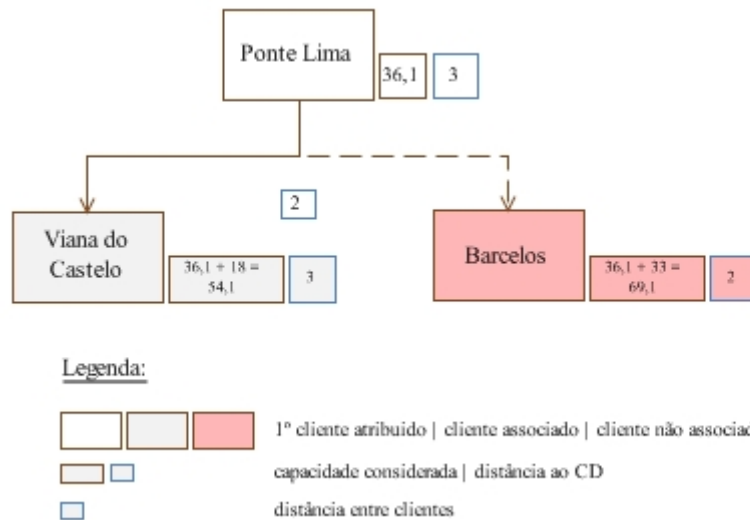 Ponte Lima
36,1
3
2
Viana do
Castelo
36,1 + 18 =
54,1
3
Barcelos
36,1 + 33 =
69,1
2
Legenda:
1º cliente atribuido | cliente associado | cliente não associad
capacidade considerada | distância ao CD
distância entre clientes